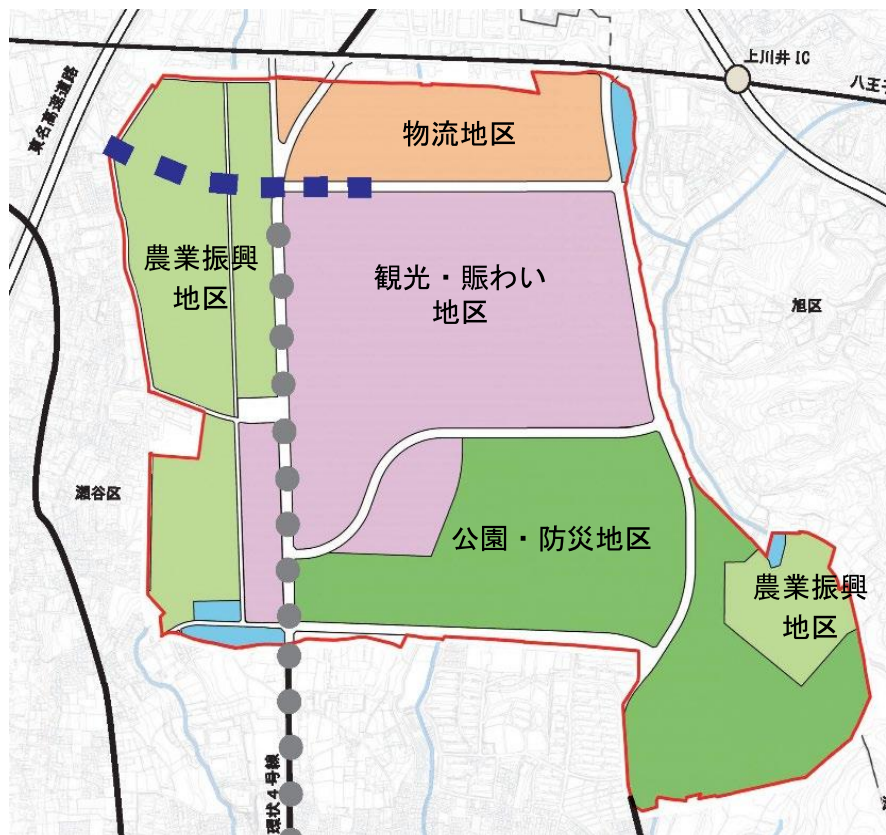 上川井IC
八王子
東名高速道路
物流地区
農業振興
地区
観光・賑わい
地区
旭区
瀬谷区
公園・防災地区
農業振興
地区
環状4号線